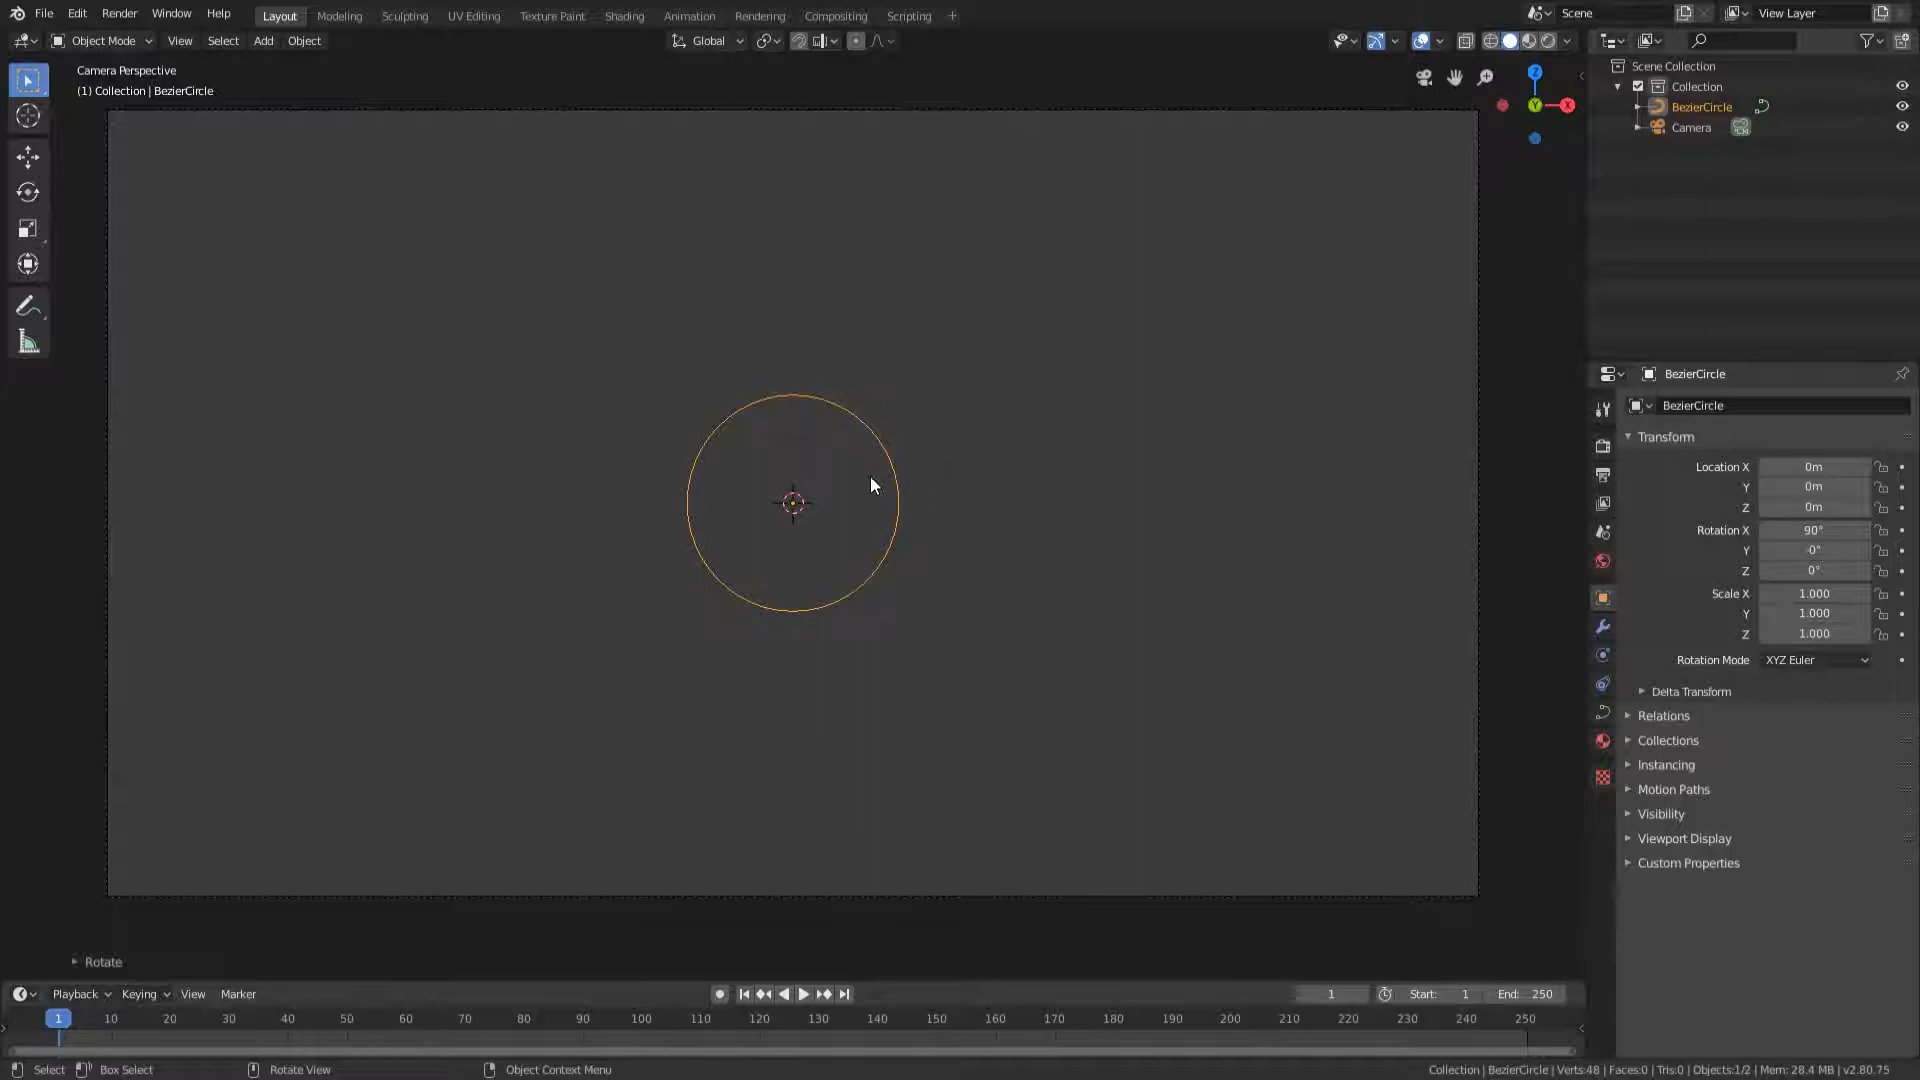 File Edit Render Window Help
Layout Modeling Sculpting UV Editing Texture Paint Shading Animation Rendering Compositing Scripting +
Scene
View Layer
Object Mode View Select Add Object
Global
Camera Perspective
(1) Collection | BezierCircle
Z
Y
X
Scene Collection
Collection
BezierCircle
Camera
BezierCircle
BezierCircle
Transform
Location X 0m
Y 0m
Z 0m
Rotation X 90°
Y -0°
Z 0°
Scale X 1.000
Y 1.000
Z 1.000
Rotation Mode XYZ Euler
Delta Transform
Relations
Collections
Instancing
Motion Paths
Visibility
Viewport Display
Custom Properties
Rotate
Playback Keying View Marker
1 Start: 1 End: 250
1 10 20 30 40 50 60 70 80 90 100 110 120 130 140 150 160 170 180 190 200 210 220 230 240 250
Select Box Select Rotate View Object Context Menu
Collection | BezierCircle | Verts:48 | Faces:0 | Tris:0 | Objects:1/2 | Mem: 28.4 MB | v2.80.75